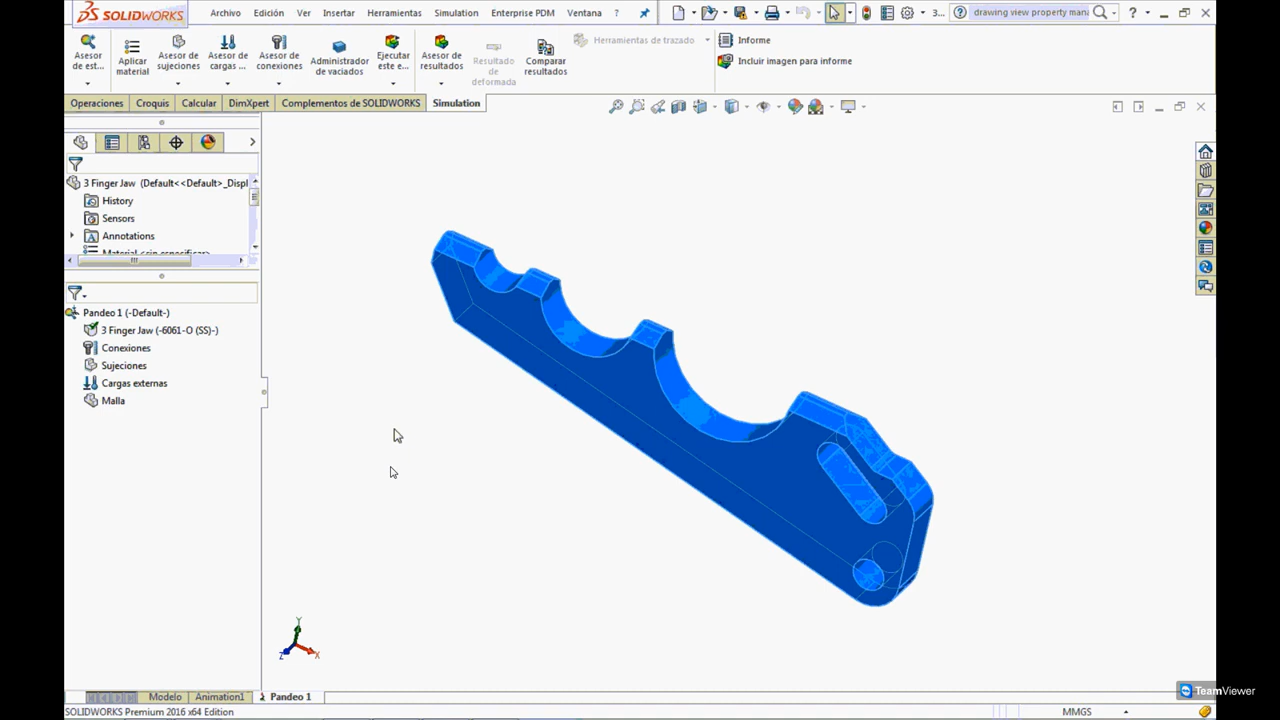 SOLIDWORKS
Archivo Edición Ver Insertar Herramientas Simulation Enterprise PDM Ventana ?
3... drawing view property mana ?
Asesor de est...
Aplicar material
Asesor de sujeciones
Asesor de cargas ...
Asesor de conexiones
Administrador de vaciados
Ejecutar este e...
Asesor de resultados
Resultado de deformada
Comparar resultados
Herramientas de trazado
Informe
Incluir imagen para informe
Operaciones Croquis Calcular DimXpert Complementos de SOLIDWORKS Simulation
3 Finger Jaw (Default<<Default>_Displ
History
Sensors
Annotations
Material <sin especificar>
Pandeo 1 (-Default-)
3 Finger Jaw (-6061-O (SS)-)
Conexiones
Sujeciones
Cargas externas
Malla
Y
Z X
Modelo Animation1 Pandeo 1
TeamViewer
SOLIDWORKS Premium 2016 x64 Edition
MMGS